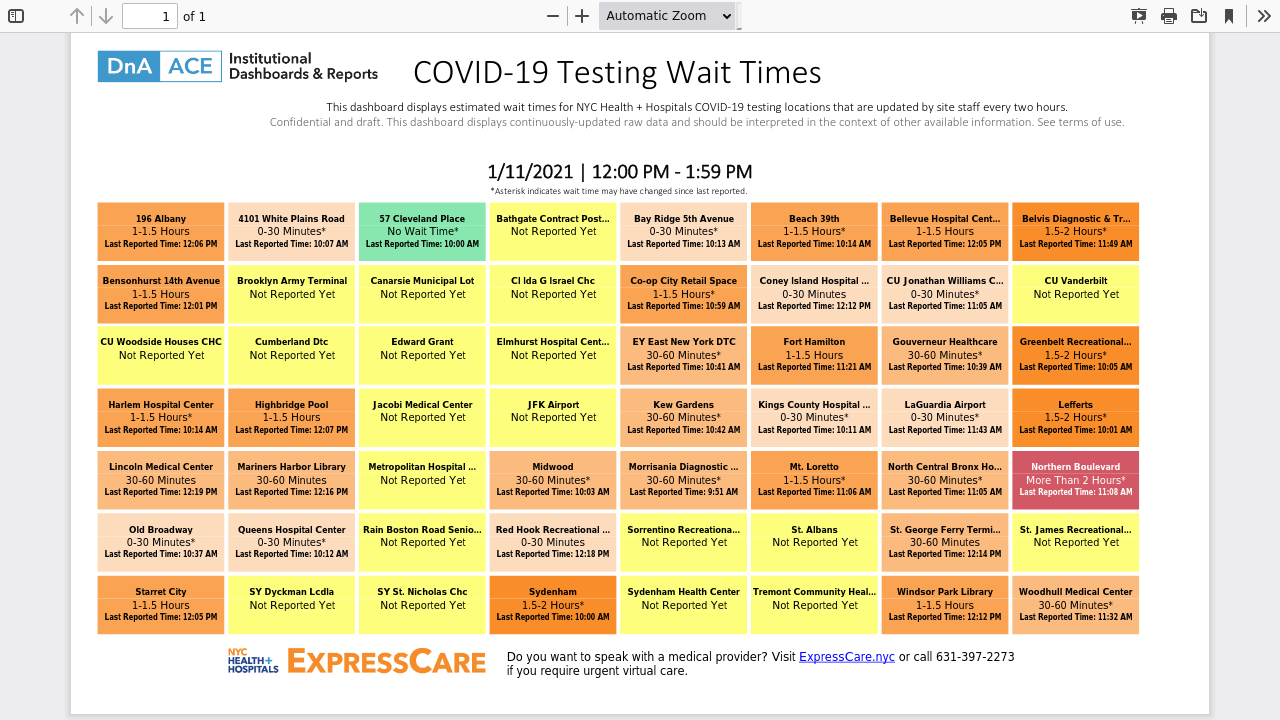 1 of 1
Automatic Zoom
DnA ACE Institutional
Dashboards & Reports
COVID-19 Testing Wait Times
This dashboard displays estimated wait times for NYC Health + Hospitals COVID-19 testing locations that are updated by site staff every two hours.
Confidential and draft. This dashboard displays continuously-updated raw data and should be interpreted in the context of other available information. See terms of use.
1/11/2021 | 12:00 PM - 1:59 PM
*Asterisk indicates wait time may have changed since last reported.
196 Albany
1-1.5 Hours
Last Reported Time: 12:06 PM
4101 White Plains Road
0-30 Minutes*
Last Reported Time: 10:07 AM
57 Cleveland Place
No Wait Time*
Last Reported Time: 10:00 AM
Bathgate Contract Post...
Not Reported Yet
Bay Ridge 5th Avenue
0-30 Minutes*
Last Reported Time: 10:13 AM
Beach 39th
1-1.5 Hours*
Last Reported Time: 10:14 AM
Bellevue Hospital Cent...
1-1.5 Hours
Last Reported Time: 12:05 PM
Belvis Diagnostic & Tr...
1.5-2 Hours*
Last Reported Time: 11:49 AM
Bensonhurst 14th Avenue
1-1.5 Hours
Last Reported Time: 12:01 PM
Brooklyn Army Terminal
Not Reported Yet
Canarsie Municipal Lot
Not Reported Yet
Cl Ida G Israel Chc
Not Reported Yet
Co-op City Retail Space
1-1.5 Hours*
Last Reported Time: 10:59 AM
Coney Island Hospital ...
0-30 Minutes
Last Reported Time: 12:12 PM
CU Jonathan Williams C...
0-30 Minutes*
Last Reported Time: 11:05 AM
CU Vanderbilt
Not Reported Yet
CU Woodside Houses CHC
Not Reported Yet
Cumberland Dtc
Not Reported Yet
Edward Grant
Not Reported Yet
Elmhurst Hospital Cent...
Not Reported Yet
EY East New York DTC
30-60 Minutes*
Last Reported Time: 10:41 AM
Fort Hamilton
1-1.5 Hours
Last Reported Time: 11:21 AM
Gouverneur Healthcare
30-60 Minutes*
Last Reported Time: 10:39 AM
Greenbelt Recreational...
1.5-2 Hours*
Last Reported Time: 10:05 AM
Harlem Hospital Center
1-1.5 Hours*
Last Reported Time: 10:14 AM
Highbridge Pool
1-1.5 Hours
Last Reported Time: 12:07 PM
Jacobi Medical Center
Not Reported Yet
JFK Airport
Not Reported Yet
Kew Gardens
30-60 Minutes*
Last Reported Time: 10:42 AM
Kings County Hospital ...
0-30 Minutes*
Last Reported Time: 10:11 AM
LaGuardia Airport
0-30 Minutes*
Last Reported Time: 11:43 AM
Lefferts
1.5-2 Hours*
Last Reported Time: 10:01 AM
Lincoln Medical Center
30-60 Minutes
Last Reported Time: 12:19 PM
Mariners Harbor Library
30-60 Minutes
Last Reported Time: 12:16 PM
Metropolitan Hospital ...
Not Reported Yet
Midwood
30-60 Minutes*
Last Reported Time: 10:03 AM
Morrisania Diagnostic ...
30-60 Minutes*
Last Reported Time: 9:51 AM
Mt. Loretto
1-1.5 Hours*
Last Reported Time: 11:06 AM
North Central Bronx Ho...
30-60 Minutes*
Last Reported Time: 11:05 AM
Northern Boulevard
More Than 2 Hours*
Last Reported Time: 11:08 AM
Old Broadway
0-30 Minutes*
Last Reported Time: 10:37 AM
Queens Hospital Center
0-30 Minutes*
Last Reported Time: 10:12 AM
Rain Boston Road Senio...
Not Reported Yet
Red Hook Recreational ...
0-30 Minutes
Last Reported Time: 12:18 PM
Sorrentino Recreationa...
Not Reported Yet
St. Albans
Not Reported Yet
St. George Ferry Termi...
30-60 Minutes
Last Reported Time: 12:14 PM
St. James Recreational...
Not Reported Yet
Starret City
1-1.5 Hours
Last Reported Time: 12:05 PM
SY Dyckman Lcdla
Not Reported Yet
SY St. Nicholas Chc
Not Reported Yet
Sydenham
1.5-2 Hours*
Last Reported Time: 10:00 AM
Sydenham Health Center
Not Reported Yet
Tremont Community Heal...
Not Reported Yet
Windsor Park Library
1-1.5 Hours
Last Reported Time: 12:12 PM
Woodhull Medical Center
30-60 Minutes*
Last Reported Time: 11:32 AM
NYC
HEALTH+
HOSPITALS
EXPRESSCARE
Do you want to speak with a medical provider? Visit ExpressCare.nyc or call 631-397-2273
if you require urgent virtual care.